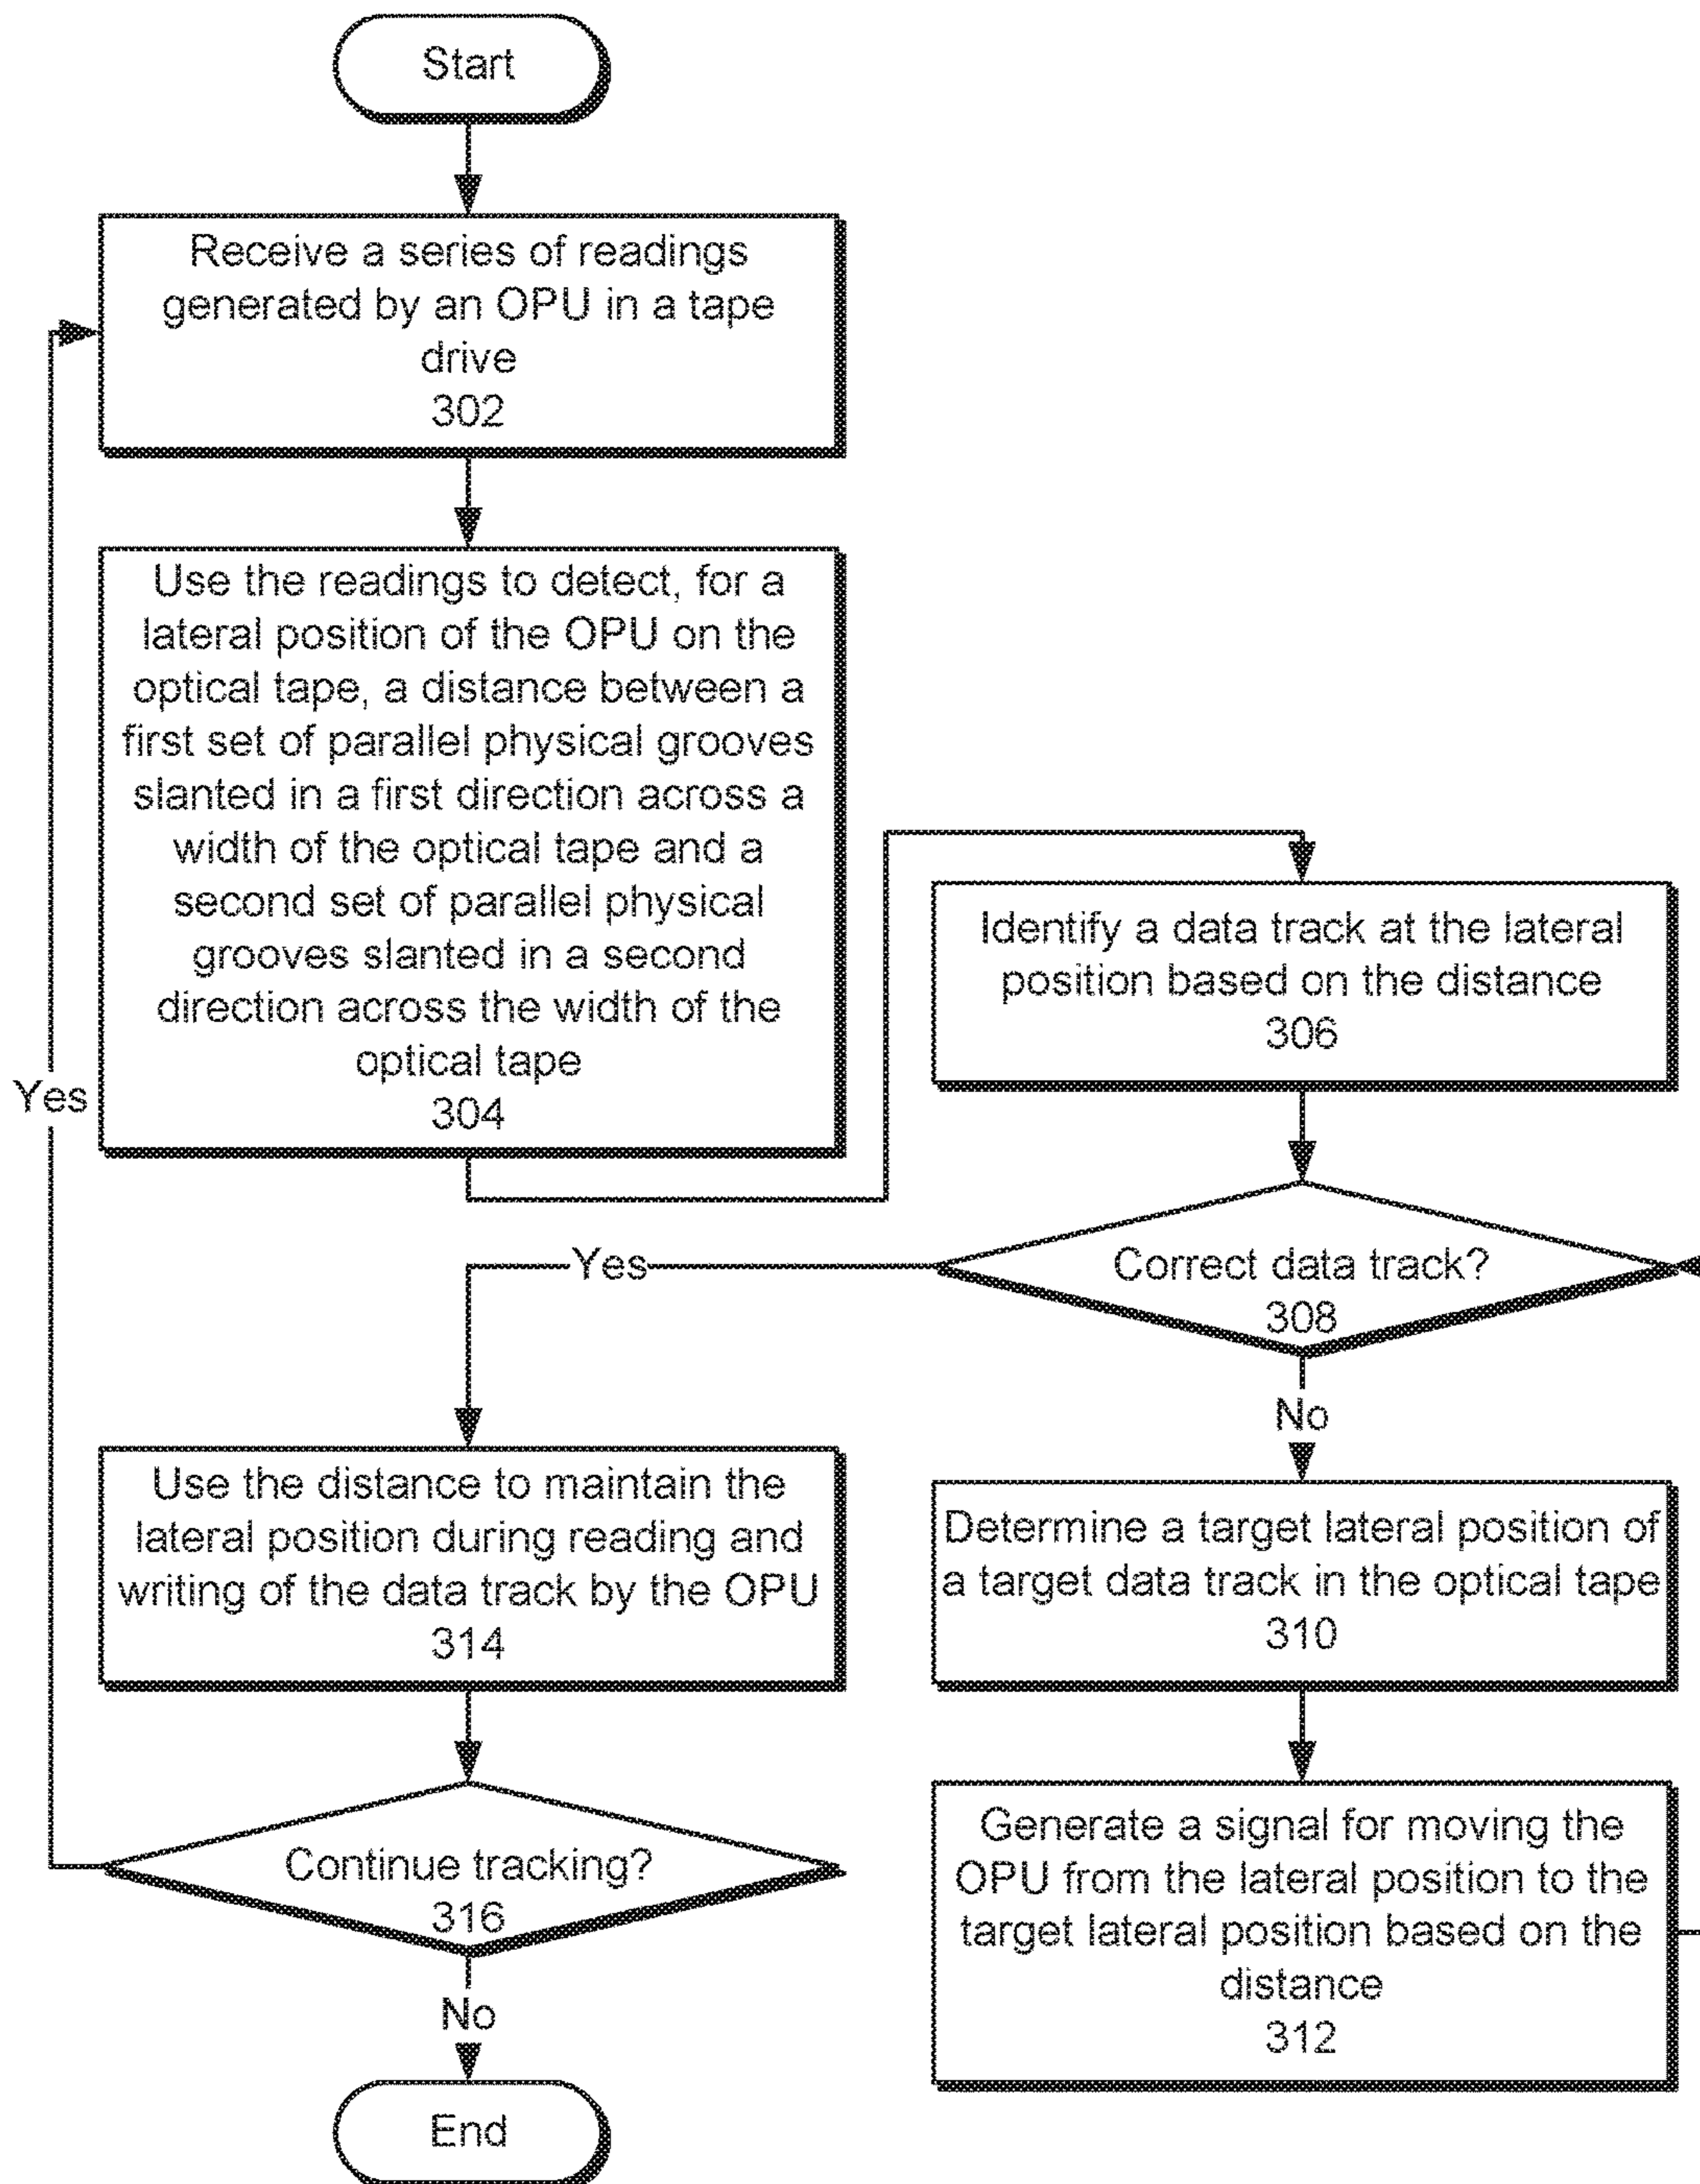 Start
Receive a series of readings
generated by an OPU in a tape
drive
302
Use the readings to detect, for a
lateral position of the OPU on the
optical tape, a distance between a
first set of parallel physical grooves
slanted in a first direction across a
width of the optical tape and a
second set of parallel physical
grooves slanted in a second
direction across the width of the
optical tape
304
Identify a data track at the lateral
position based on the distance
306
Correct data track?
308
Yes
No
Determine a target lateral position of
a target data track in the optical tape
310
Generate a signal for moving the
OPU from the lateral position to the
target lateral position based on the
distance
312
Use the distance to maintain the
lateral position during reading and
writing of the data track by the OPU
314
Continue tracking?
316
Yes
No
End